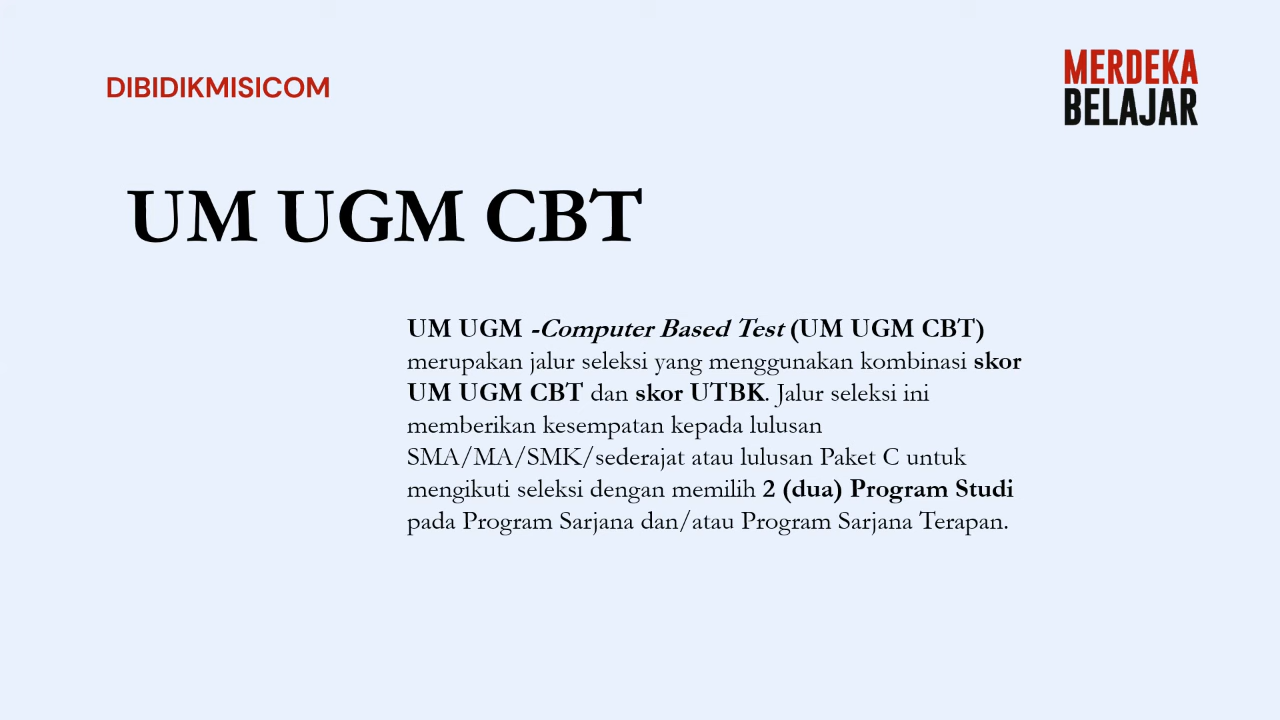 DIBIDIKMISICOM
MERDEKA
BELAJAR
UM UGM CBT
UM UGM -Computer Based Test (UM UGM CBT)
merupakan jalur seleksi yang menggunakan kombinasi skor
UM UGM CBT dan skor UTBK. Jalur seleksi ini
memberikan kesempatan kepada lulusan
SMA/MA/SMK/sederajat atau lulusan Paket C untuk
mengikuti seleksi dengan memilih 2 (dua) Program Studi
pada Program Sarjana dan/atau Program Sarjana Terapan.